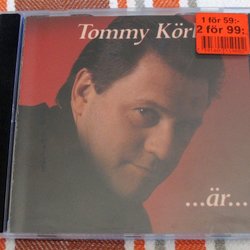 Tommy Kör
1 för 59:-
2 för 99:-
...är...